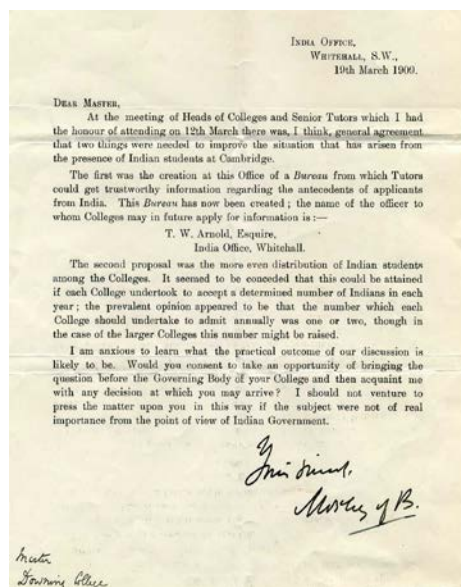 INDIA OFFICE,
WHITEHALL, S.W.,
19th March 1909.
DEAR MASTER,
At the meeting of Heads of Colleges and Senior Tutors which I had
the honour of attending on 12th March there was, I think, general agreement
that two things were needed to improve the situation that has arisen from
the presence of Indian students at Cambridge.
The first was the creation at this Office of a Bureau from which Tutors
could get trustworthy information regarding the antecedents of applicants
from India. This Bureau has now been created; the name of the officer to
whom Colleges may in future apply for information is:—
T. W. Arnold, Esquire,
India Office, Whitehall.
The second proposal was the more even distribution of Indian students
among the Colleges. It seemed to be conceded that this could be attained
if each College undertook to accept a determined number of Indians in each
year; the prevalent opinion appeared to be that the number which each
College should undertake to admit annually was one or two, though in
the case of the larger Colleges this number might be raised.
I am anxious to learn what the practical outcome of our discussion is
likely to be. Would you consent to take an opportunity of bringing the
question before the Governing Body of your College and then acquaint me
with any decision at which you may arrive? I should not venture to
press the matter upon you in this way if the subject were not of real
importance from the point of view of Indian Government.
Morley of B.
Master
Downing College